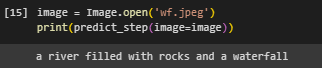 [15] image = Image.open('wf.jpeg')
print(predict_step(image=image))
a river filled with rocks and a waterfall